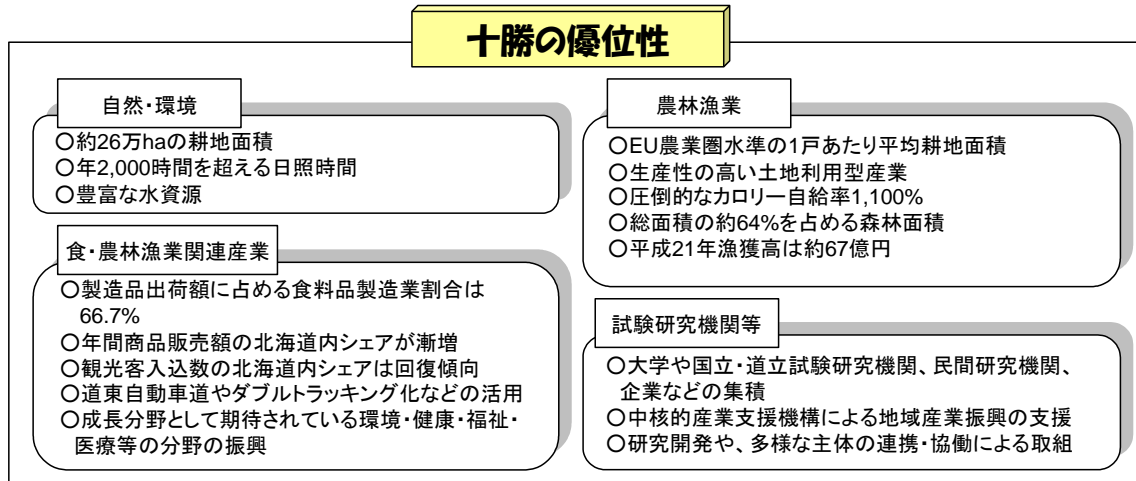 十勝の優位性
自然・環境
○約26万haの耕地面積
○年2,000時間を超える日照時間
○豊富な水資源
食・農林漁業関連産業
○製造品出荷額に占める食料品製造業割合は
66.7%
○年間商品販売額の北海道内シェアが漸増
○観光客入込数の北海道内シェアは回復傾向
○道東自動車道やダブルトラッキング化などの活用
○成長分野として期待されている環境・健康・福祉・
医療等の分野の振興
農林漁業
○EU農業圏水準の1戸あたり平均耕地面積
○生産性の高い土地利用型産業
○圧倒的なカロリー自給率1,100%
○総面積の約64%を占める森林面積
○平成21年漁獲高は約67億円
試験研究機関等
○大学や国立・道立試験研究機関、民間研究機関、
企業などの集積
○中核的産業支援機構による地域産業振興の支援
○研究開発や、多様な主体の連携・協働による取組